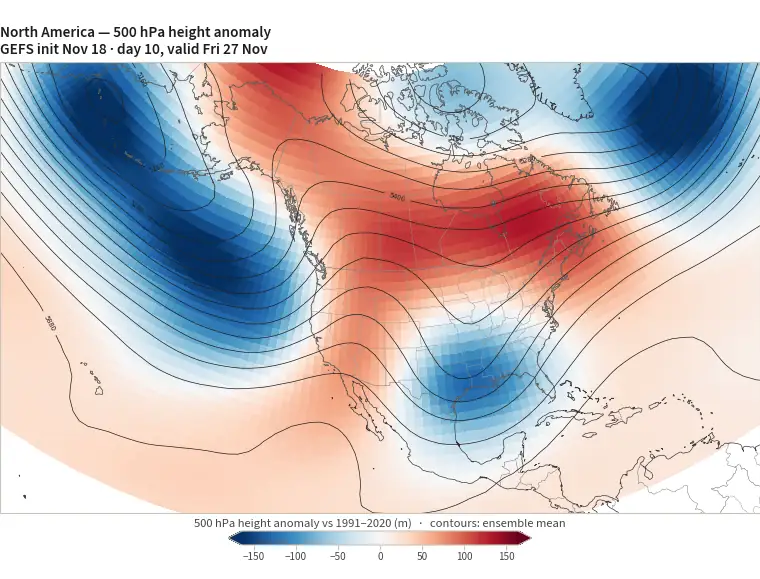 North America — 500 hPa height anomaly
GEFS init Nov 18 · day 10, valid Fri 27 Nov
5600
5880
500 hPa height anomaly vs 1991–2020 (m) · contours: ensemble mean
−150 −100 −50 0 50 100 150